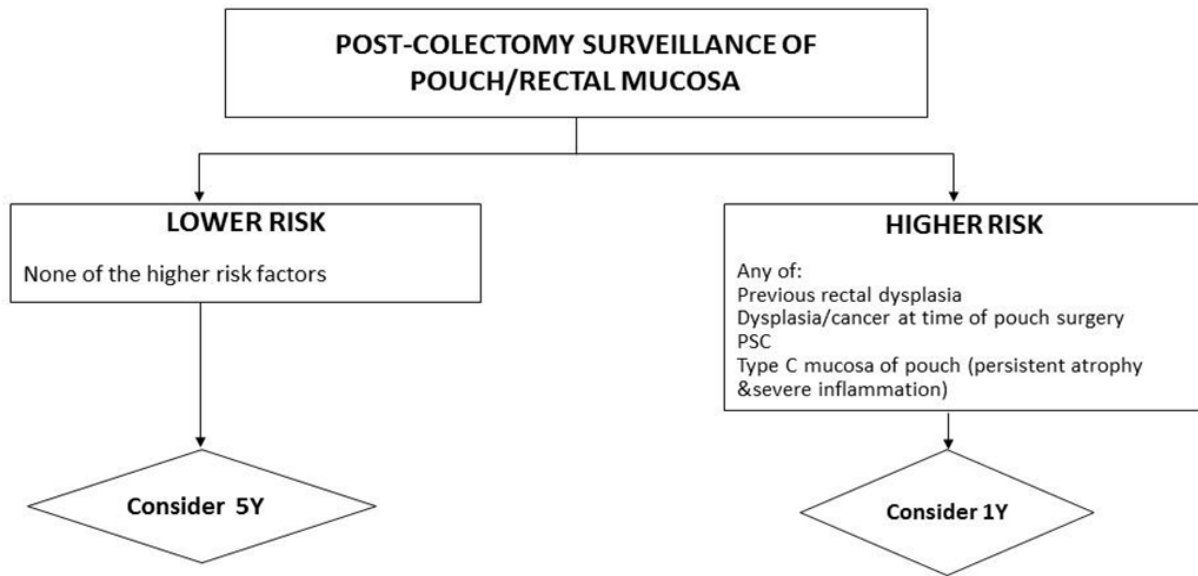 POST-COLECTOMY SURVEILLANCE OF
POUCH/RECTAL MUCOSA
LOWER RISK
None of the higher risk factors
Consider 5Y
HIGHER RISK
Any of:
Previous rectal dysplasia
Dysplasia/cancer at time of pouch surgery
PSC
Type C mucosa of pouch (persistent atrophy
&severe inflammation)
Consider 1Y